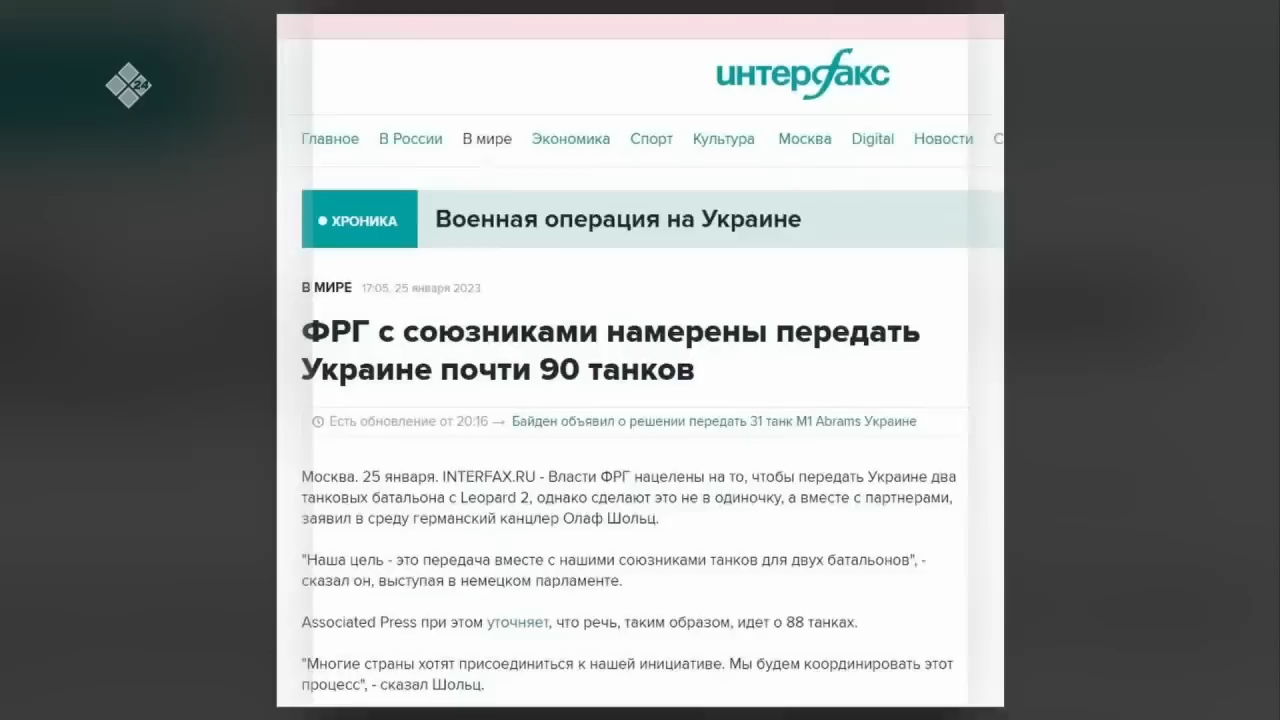 интерфакс
X24
Главное В России В мире Экономика Спорт Культура Москва Digital Новости С
ХРОНИКА Военная операция на Украине
В МИРЕ 17:05, 25 января 2023
ФРГ с союзниками намерены передать
Украине почти 90 танков
Есть обновление от 20:16 → Байден объявил о решении передать 31 танк M1 Abrams Украине
Москва. 25 января. INTERFAX.RU - Власти ФРГ нацелены на то, чтобы передать Украине два
танковых батальона с Leopard 2, однако сделают это не в одиночку, а вместе с партнерами,
заявил в среду германский канцлер Олаф Шольц.
"Наша цель - это передача вместе с нашими союзниками танков для двух батальонов", -
сказал он, выступая в немецком парламенте.
Associated Press при этом уточняет, что речь, таким образом, идет о 88 танках.
"Многие страны хотят присоединиться к нашей инициативе. Мы будем координировать этот
процесс", - сказал Шольц.